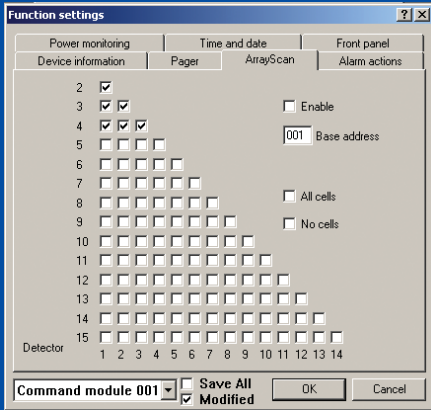 Function settings
Power monitoring Time and date Front panel
Device information Pager ArrayScan Alarm actions
2
3
4
5
6
7
8
9
10
11
12
13
14
15
Detector
1 2 3 4 5 6 7 8 9 10 11 12 13 14
Enable
001 Base address
All cells
No cells
Command module 001
Save All
Modified
OK
Cancel